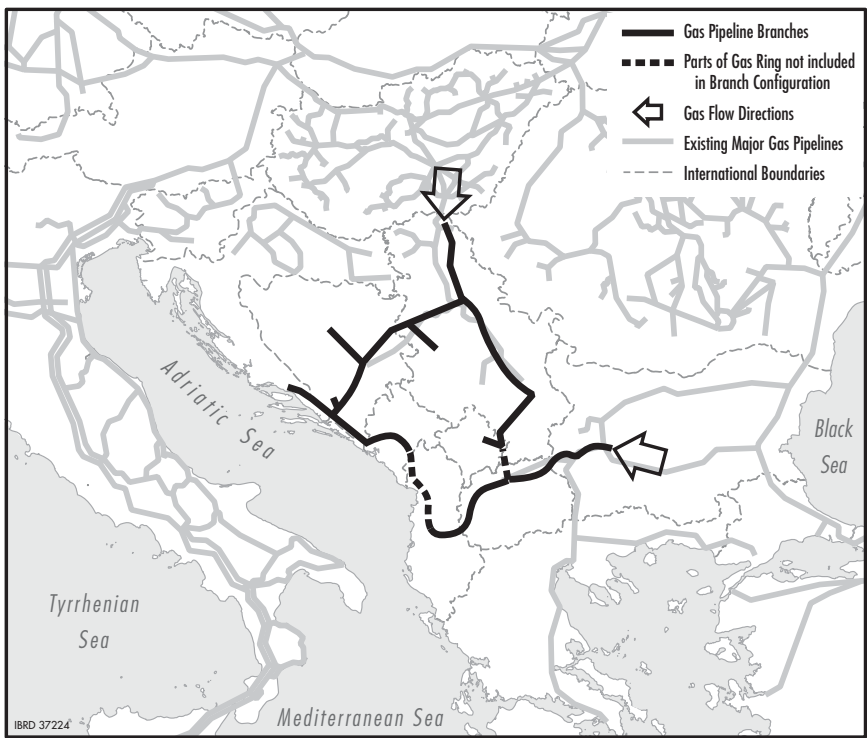 Gas Pipeline Branches
Parts of Gas Ring not included
in Branch Configuration
Gas Flow Directions
Existing Major Gas Pipelines
International Boundaries
Adriatic Sea
Black
Sea
Tyrrhenian
Sea
Mediterranean Sea
IBRD 37224